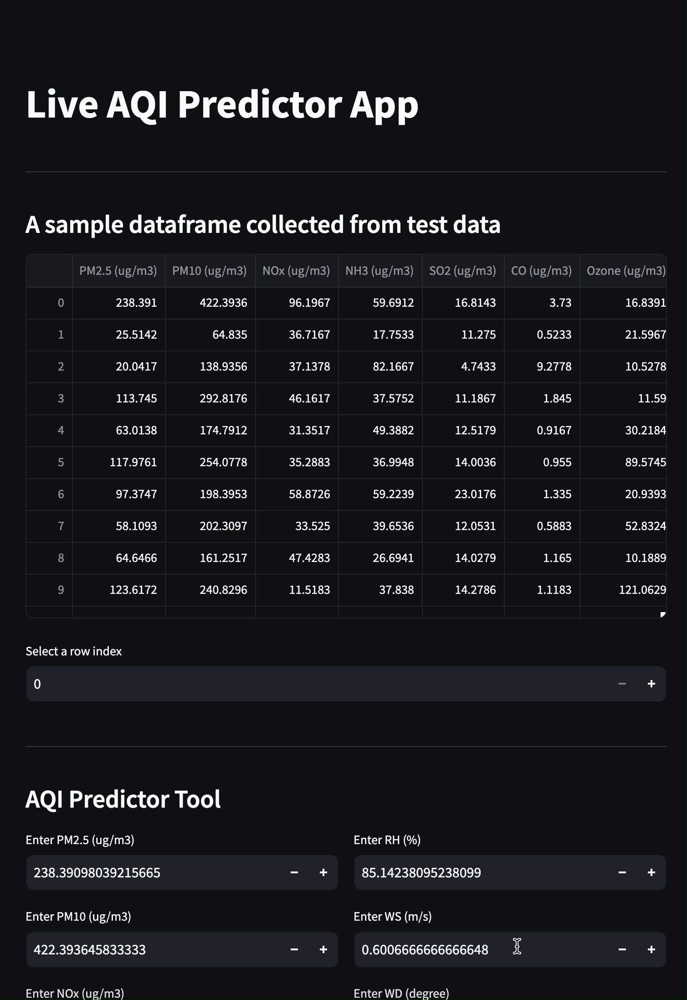 Live AQI Predictor App
A sample dataframe collected from test data
PM2.5 (ug/m3) PM10 (ug/m3) NOx (ug/m3) NH3 (ug/m3) SO2 (ug/m3) CO (ug/m3) Ozone (ug/m3)
0 238.391 422.3936 96.1967 59.6912 16.8143 3.73 16.8391
1 25.5142 64.835 36.7167 17.7533 11.275 0.5233 21.5967
2 20.0417 138.9356 37.1378 82.1667 4.7433 9.2778 10.5278
3 113.745 292.8176 46.1617 37.5752 11.1867 1.845 11.59
4 63.0138 174.7912 31.3517 49.3882 12.5179 0.9167 30.2184
5 117.9761 254.0778 35.2883 36.9948 14.0036 0.955 89.5745
6 97.3747 198.3953 58.8726 59.2239 23.0176 1.335 20.9393
7 58.1093 202.3097 33.525 39.6536 12.0531 0.5883 52.8324
8 64.6466 161.2517 47.4283 26.6941 14.0279 1.165 10.1889
9 123.6172 240.8296 11.5183 37.838 14.2786 1.1183 121.0629
Select a row index
0 − +
AQI Predictor Tool
Enter PM2.5 (ug/m3) Enter RH (%)
238.39098039215665 − + 85.14238095238099 − +
Enter PM10 (ug/m3) Enter WS (m/s)
422.393645833333 − + 0.6006666666666648 − +
Enter NOx (ug/m3) Enter WD (degree)